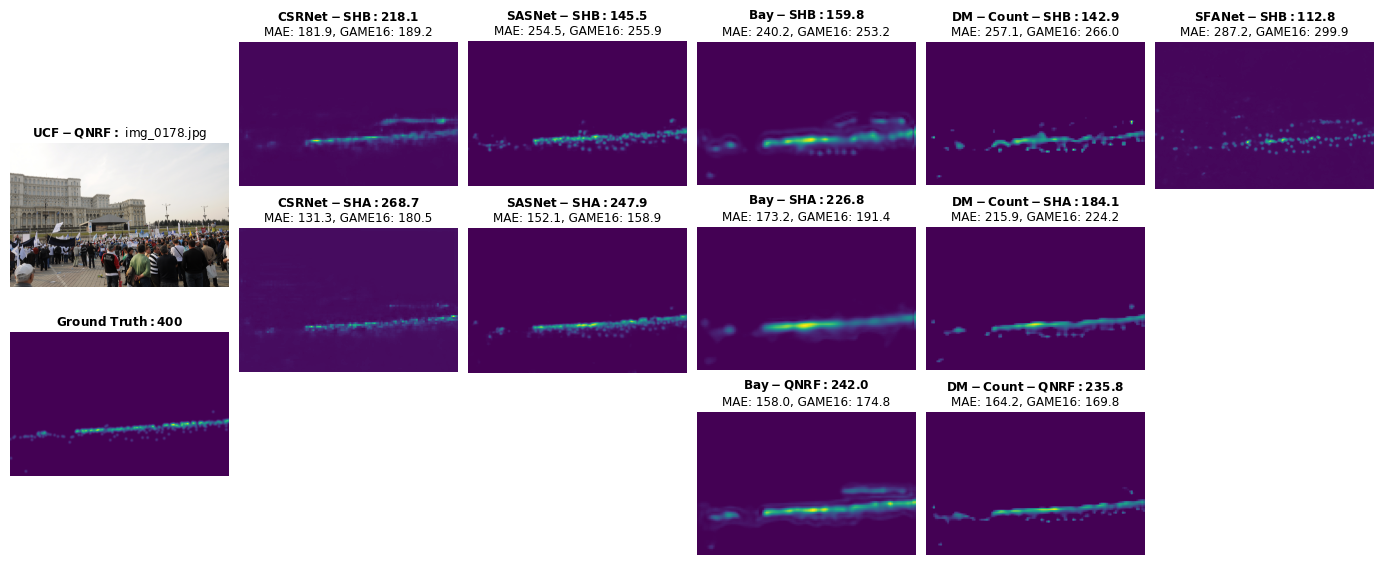 CSRNet−SHB: 218.1
MAE: 181.9, GAME16: 189.2
SASNet−SHB: 145.5
MAE: 254.5, GAME16: 255.9
Bay−SHB: 159.8
MAE: 240.2, GAME16: 253.2
DM−Count−SHB: 142.9
MAE: 257.1, GAME16: 266.0
SFANet−SHB: 112.8
MAE: 287.2, GAME16: 299.9
UCF−QNRF: img_0178.jpg
CSRNet−SHA: 268.7
MAE: 131.3, GAME16: 180.5
SASNet−SHA: 247.9
MAE: 152.1, GAME16: 158.9
Bay−SHA: 226.8
MAE: 173.2, GAME16: 191.4
DM−Count−SHA: 184.1
MAE: 215.9, GAME16: 224.2
Ground Truth: 400
Bay−QNRF: 242.0
MAE: 158.0, GAME16: 174.8
DM−Count−QNRF: 235.8
MAE: 164.2, GAME16: 169.8